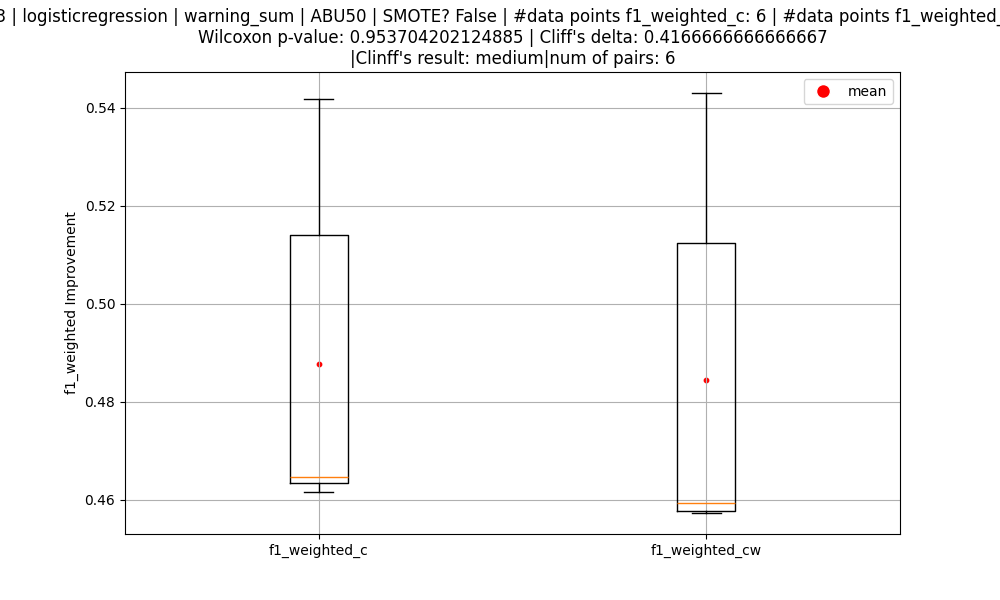 3 | logisticregression | warning_sum | ABU50 | SMOTE? False | #data points f1_weighted_c: 6 | #data points f1_weighted_
Wilcoxon p-value: 0.953704202124885 | Cliff's delta: 0.4166666666666667
|Clinff's result: medium|num of pairs: 6
mean
0.54
0.52
0.50
0.48
0.46
f1_weighted Improvement
f1_weighted_c
f1_weighted_cw